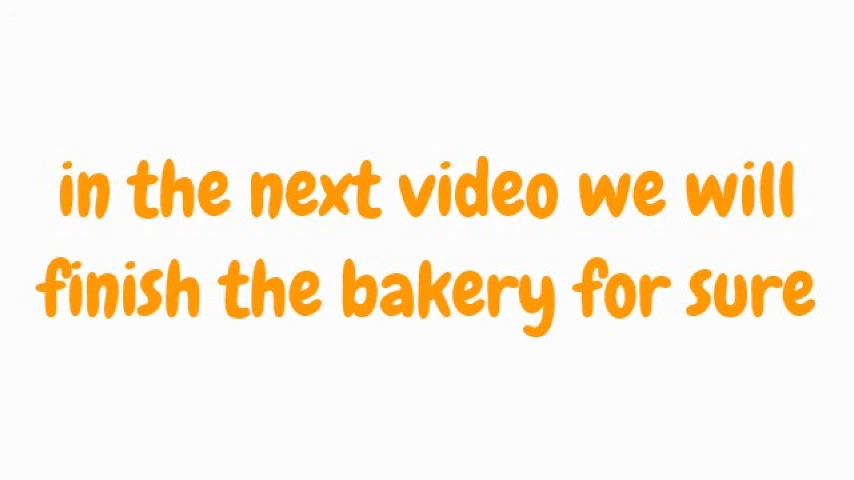 in the next video we will
finish the bakery for sure